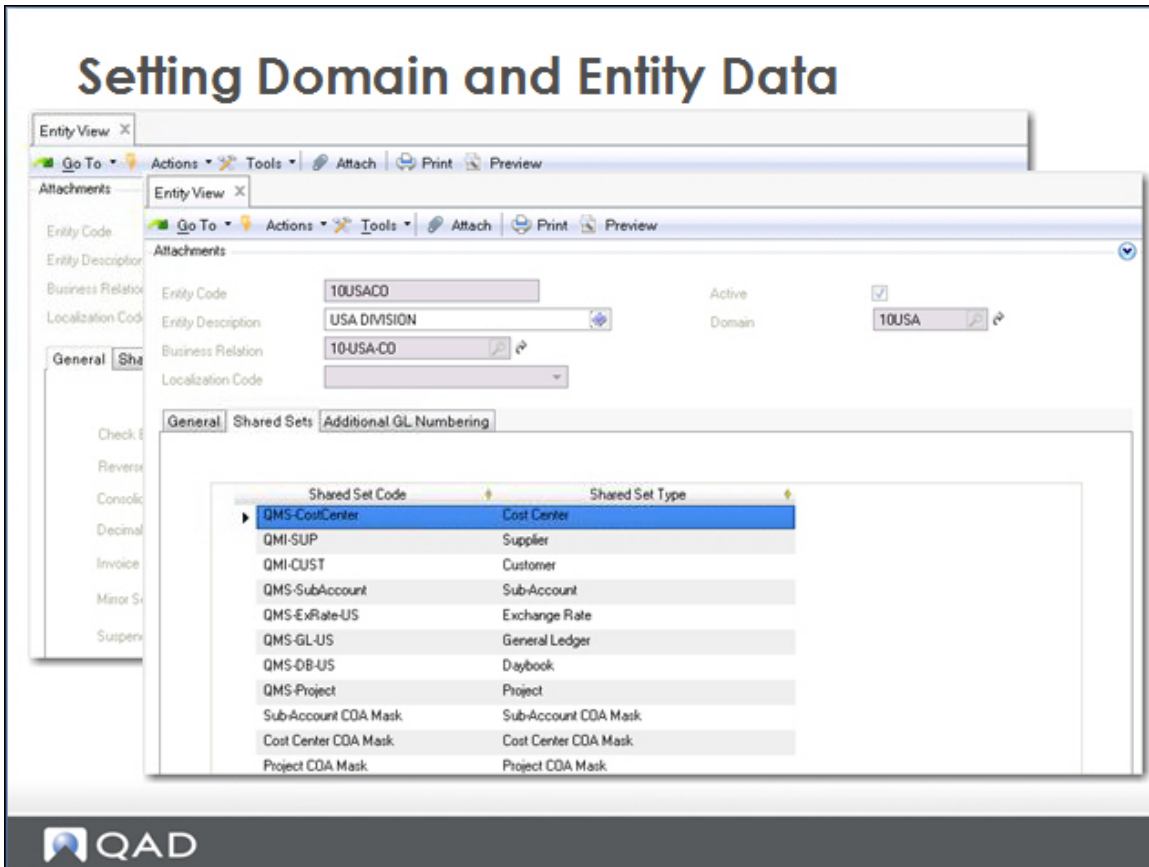 Setting Domain and Entity Data
Entity View
Go To Actions Tools Attach Print Preview
Attachments
Entity Code
Entity Description
Business
Localization
General
Check
Entity View
Go To Actions Tools Attach Print Preview
Attachments
Entity Code 10USACO Active
Entity Description USA DIVISION Domain 10USA
Business Relation 10-USA-CO
Localization Code
General Shared Sets Additional GL Numbering
Shared Set Code Shared Set Type
QMS-CostCenter Cost Center
QMI-SUP Supplier
QMI-CUST Customer
QMS-SubAccount Sub-Account
QMS-ExRate-US Exchange Rate
QMS-GL-US General Ledger
QMS-DB-US Daybook
QMS-Project Project
Sub-Account COA Mask Sub-Account COA Mask
Cost Center COA Mask Cost Center COA Mask
Project COA Mask Project COA Mask
QAD